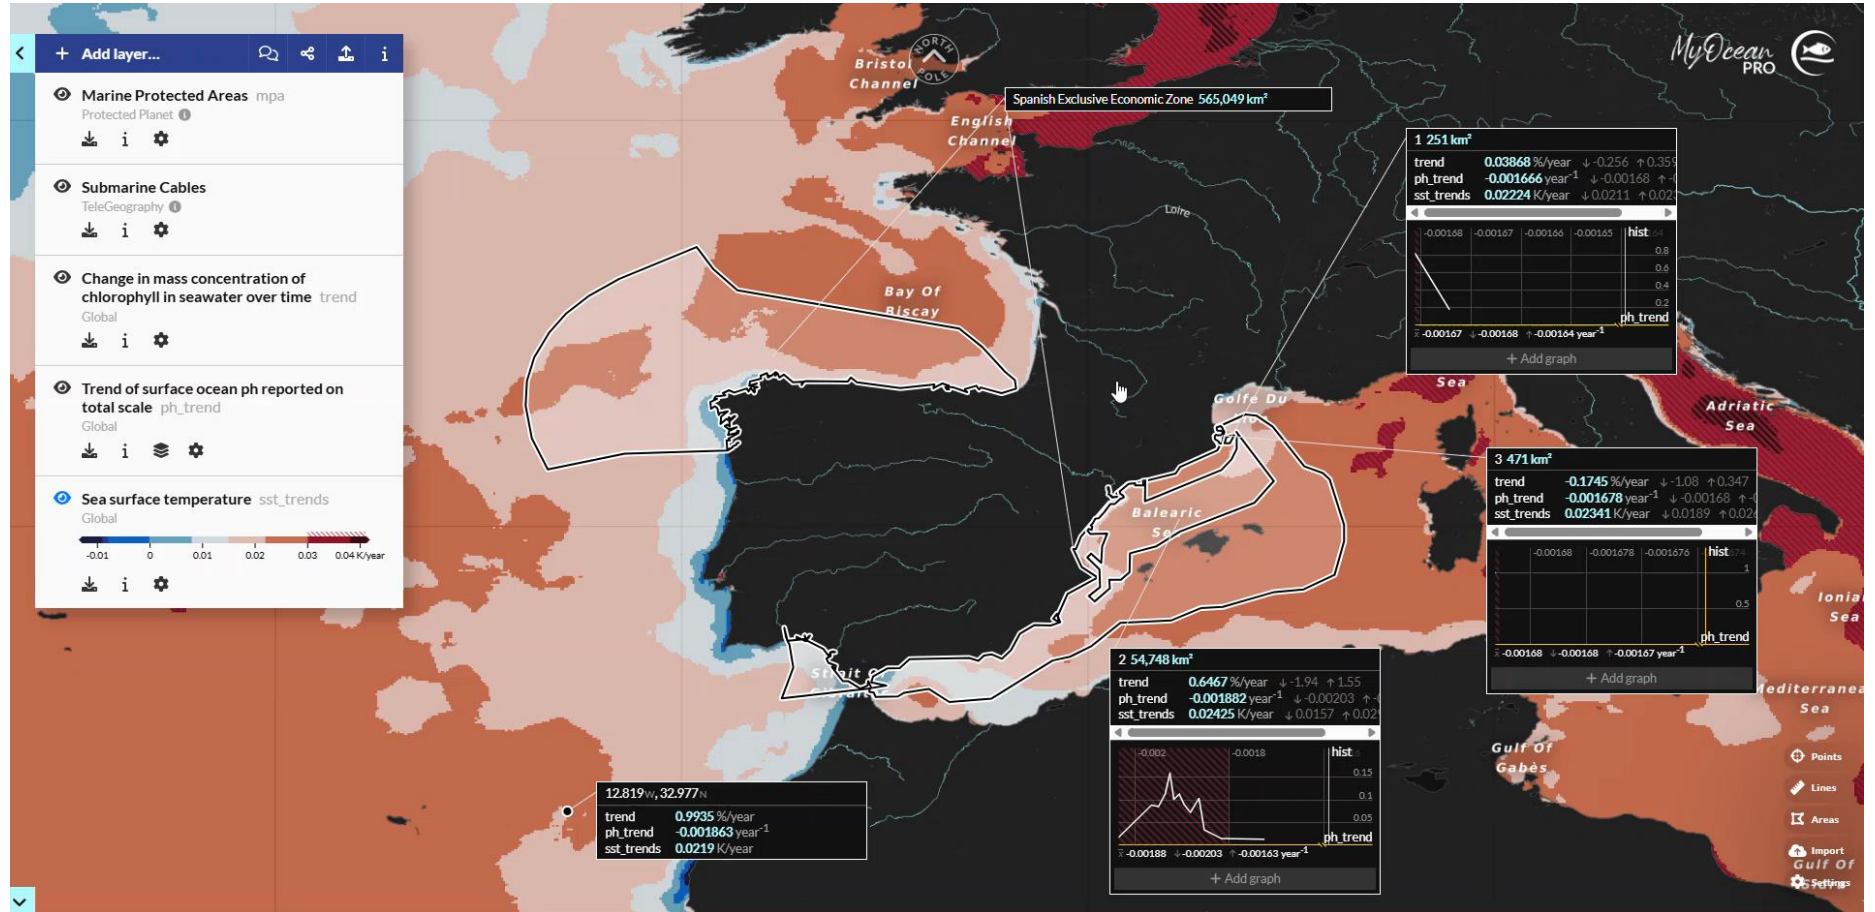 Add layer...
Marine Protected Areas mpa
Protected Planet
Submarine Cables
TeleGeography
Change in mass concentration of
chlorophyll in seawater over time trend
Global
Trend of surface ocean ph reported on
total scale ph_trend
Global
Sea surface temperature sst_trends
Global
-0.01 0 0.01 0.02 0.03 0.04 K/year
NORTH
POLE
Bristol
Channel
English
Channel
Spanish Exclusive Economic Zone 565,049 km²
MyOcean
PRO
Loire
Bay Of
Biscay
Golfe Du
Balearic
Strait
Sea
Adriatic
Sea
Ionian
Sea
Mediterranea
Sea
Gulf Of
Gabès
1 251 km²
trend 0.03868 %/year ↓-0.256 ↑0.359
ph_trend -0.001666 year⁻¹ ↓-0.00168 ↑-
sst_trends 0.02224 K/year ↓0.0211 ↑0.02
-0.00168 -0.00167 -0.00166 -0.00165 hist
0.8
0.6
0.4
0.2
ph_trend
x̄ -0.00167 ↓-0.00168 ↑-0.00164 year⁻¹
+ Add graph
3 471 km²
trend -0.1745 %/year ↓-1.08 ↑0.347
ph_trend -0.001678 year⁻¹ ↓-0.00168 ↑-
sst_trends 0.02341 K/year ↓0.0189 ↑0.02
-0.00168 -0.001678 -0.001676 hist
1
0.5
ph_trend
x̄ -0.00168 ↓-0.00168 ↑-0.00167 year⁻¹
+ Add graph
2 54,748 km²
trend 0.6467 %/year ↓-1.94 ↑1.55
ph_trend -0.001882 year⁻¹ ↓-0.00203 ↑-
sst_trends 0.02425 K/year ↓0.0157 ↑0.02
-0.002 -0.0018 hist
0.15
0.1
0.05
ph_trend
x̄ -0.00188 ↓-0.00203 ↑-0.00163 year⁻¹
+ Add graph
12.819W, 32.977N
trend 0.9935 %/year
ph_trend -0.001863 year⁻¹
sst_trends 0.0219 K/year
Points
Lines
Areas
Import
Gulf Of
Settings